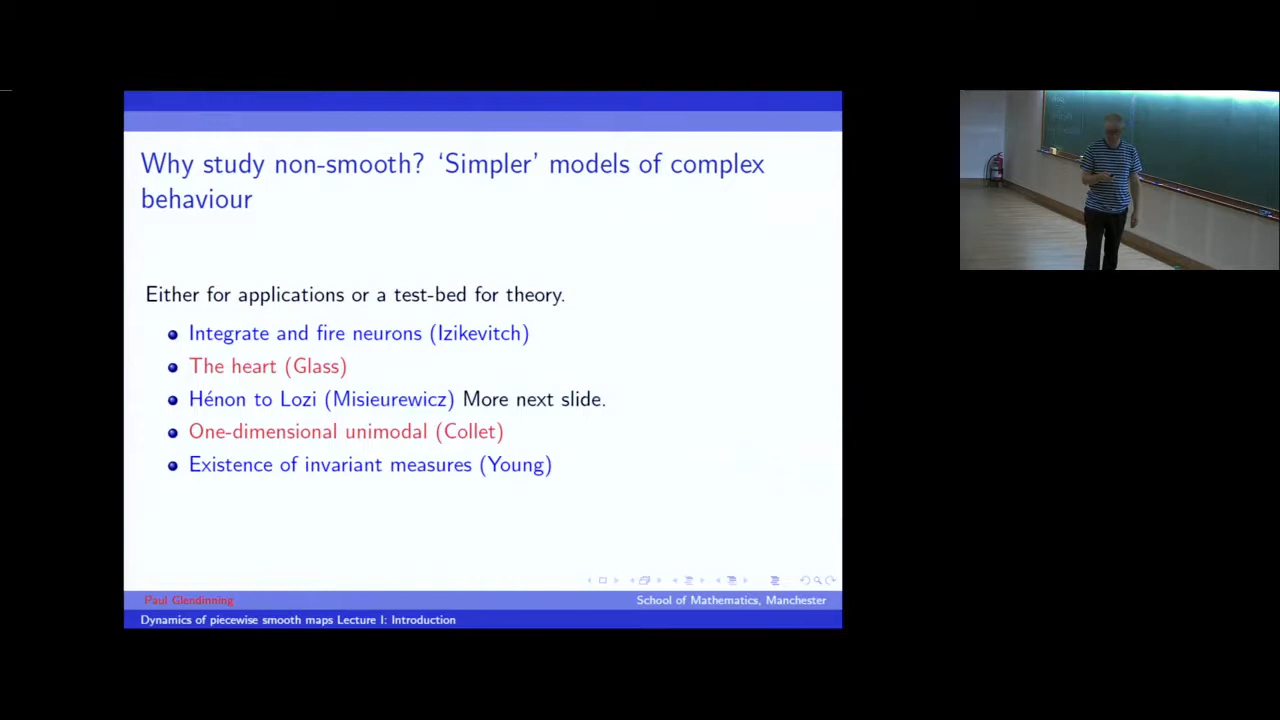 Why study non-smooth? ‘Simpler’ models of complex
behaviour
Either for applications or a test-bed for theory.
Integrate and fire neurons (Izikevitch)
The heart (Glass)
Hénon to Lozi (Misieurewicz) More next slide.
One-dimensional unimodal (Collet)
Existence of invariant measures (Young)
Paul Glendinning
School of Mathematics, Manchester
Dynamics of piecewise smooth maps Lecture I: Introduction